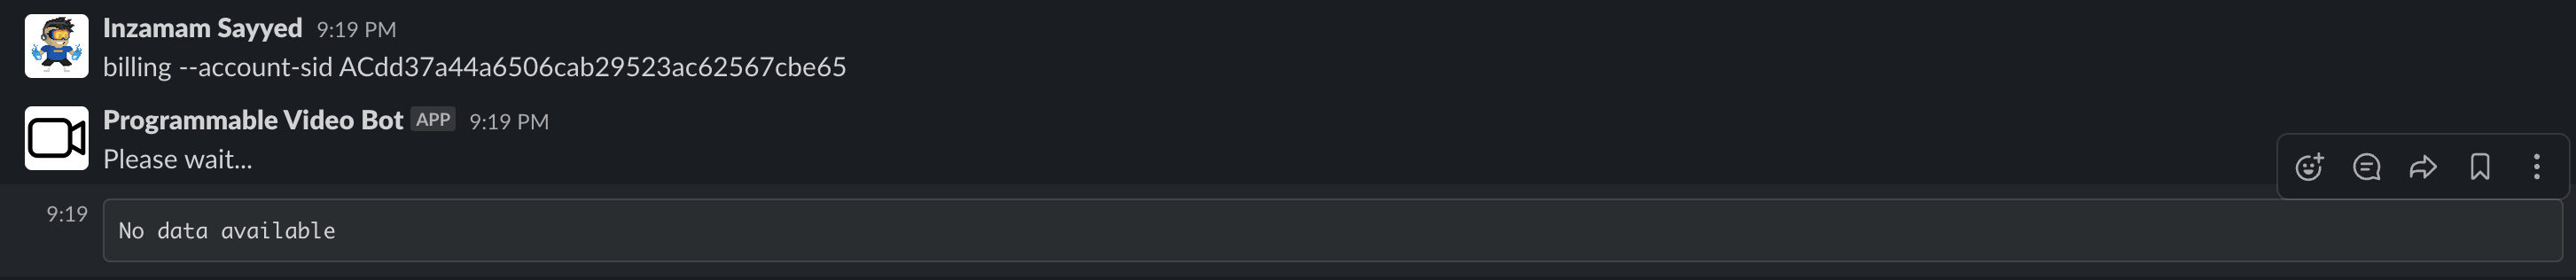 Inzamam Sayyed 9:19 PM
billing --account-sid ACdd37a44a6506cab29523ac62567cbe65
Programmable Video Bot APP 9:19 PM
Please wait...
9:19 No data available